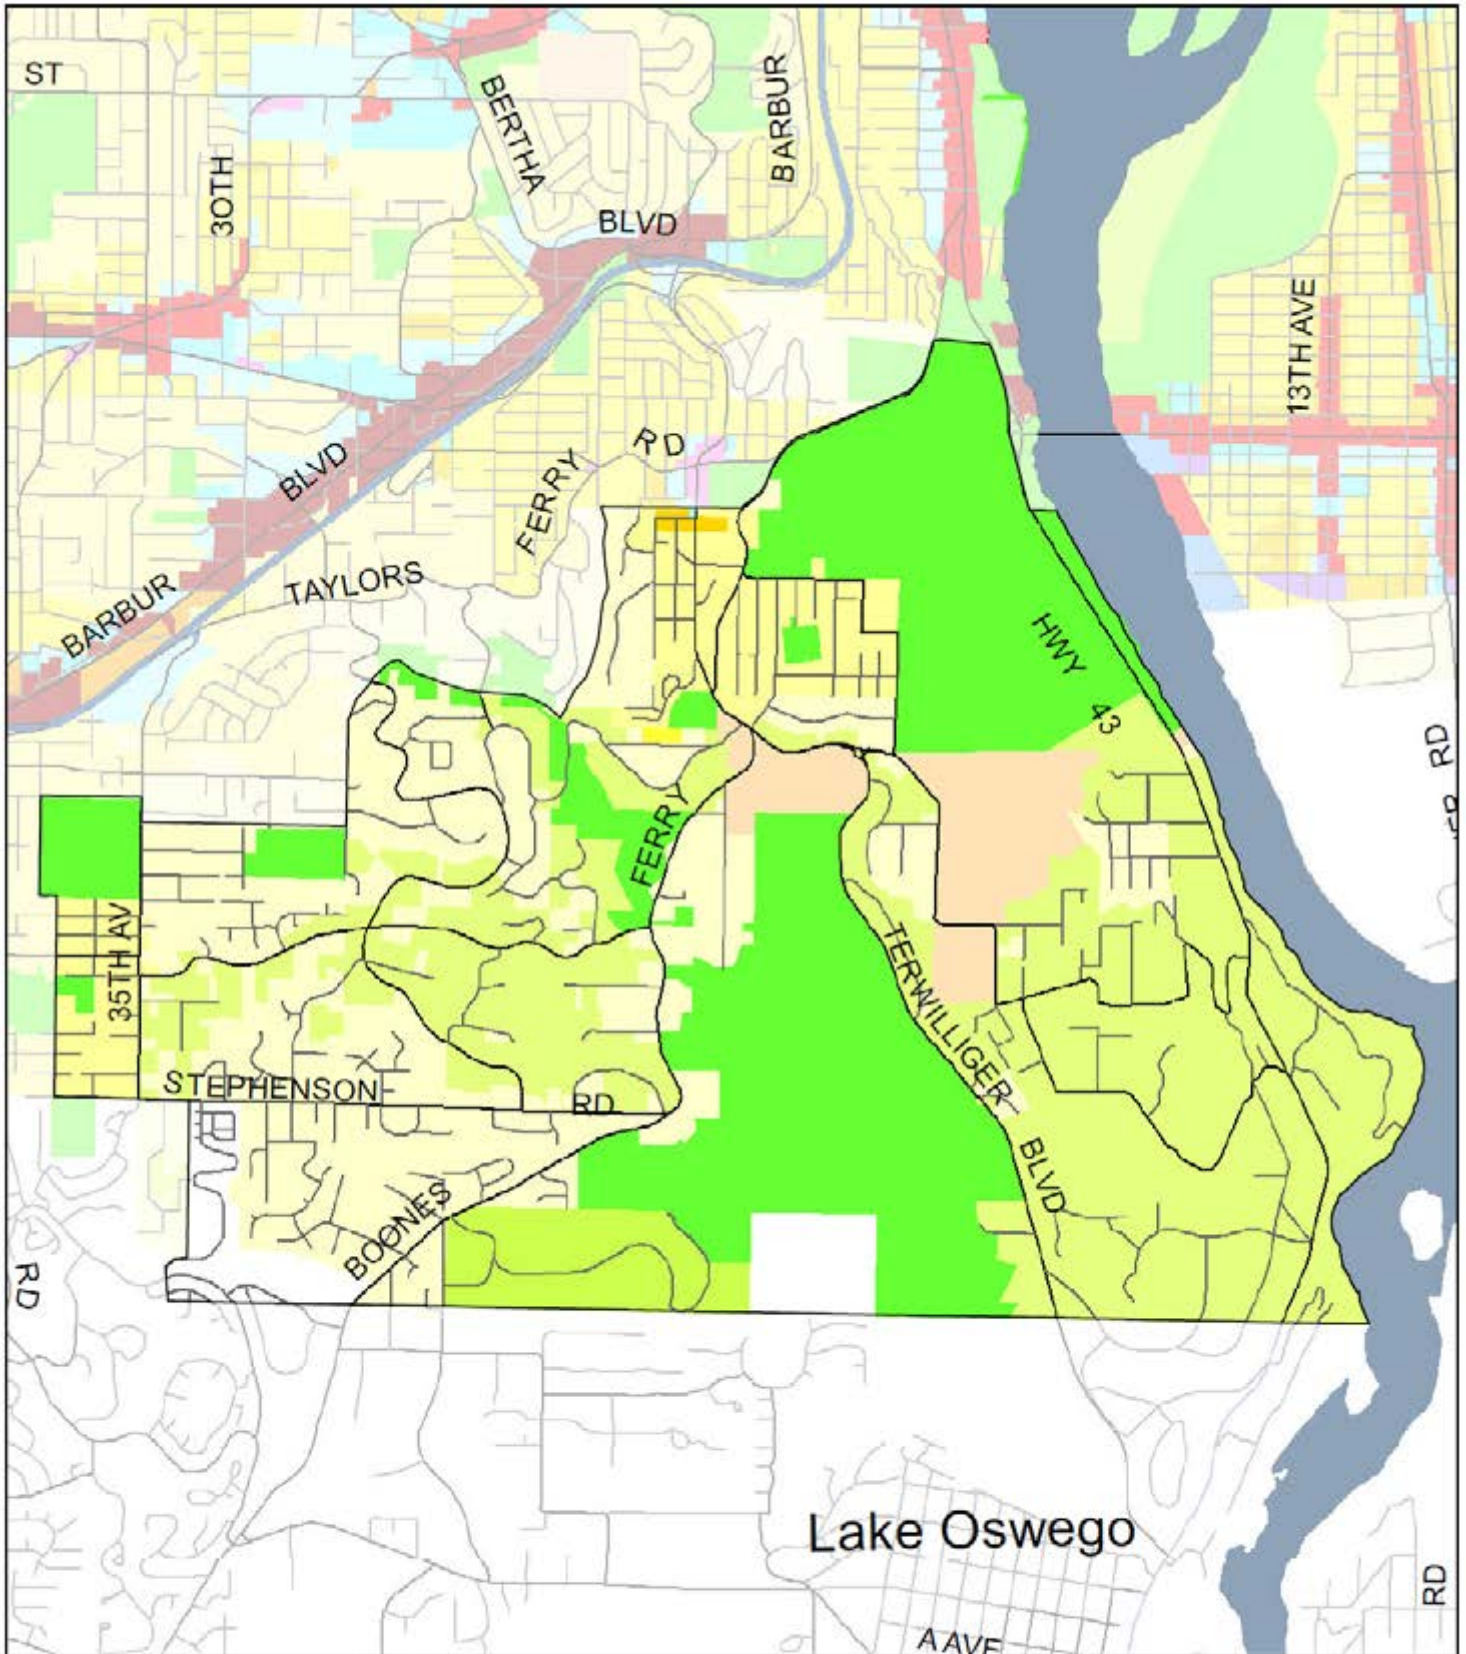 ST
BERTHA
BARBUR
30TH
BLVD
13TH AVE
RD
FERRY
BLVD
TAYLORS
BARBUR
HWY
43
RD
FERRY
35TH AV
TERWILLIGER
STEPHENSON
RD
BLVD
BOONES
RD
Lake Oswego
RD
A AVE